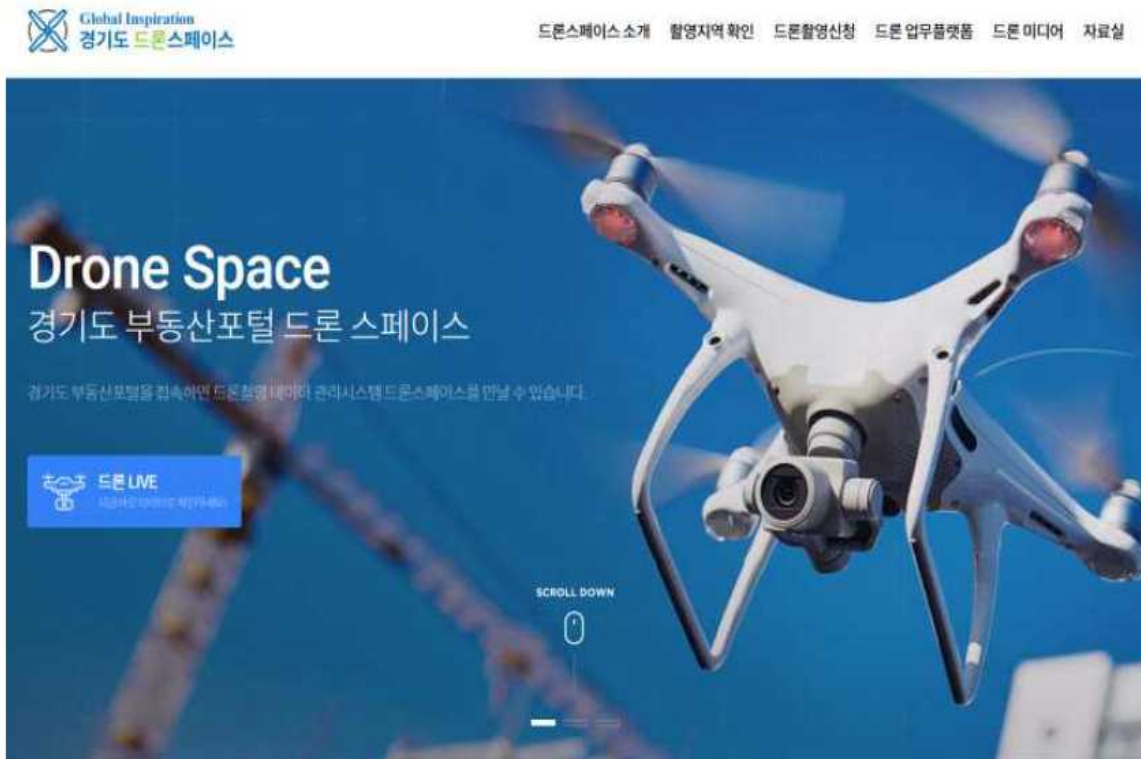 Global Inspiration
경기도 드론스페이스
드론스페이스 소개 촬영지역 확인 드론촬영신청 드론 업무플랫폼 드론 미디어 자료실
Drone Space
경기도 부동산포털 드론 스페이스
경기도 부동산포털을 접속하면 드론촬영 데이터 관리시스템 드론스페이스를 만날 수 있습니다.
드론 LIVE
SCROLL DOWN